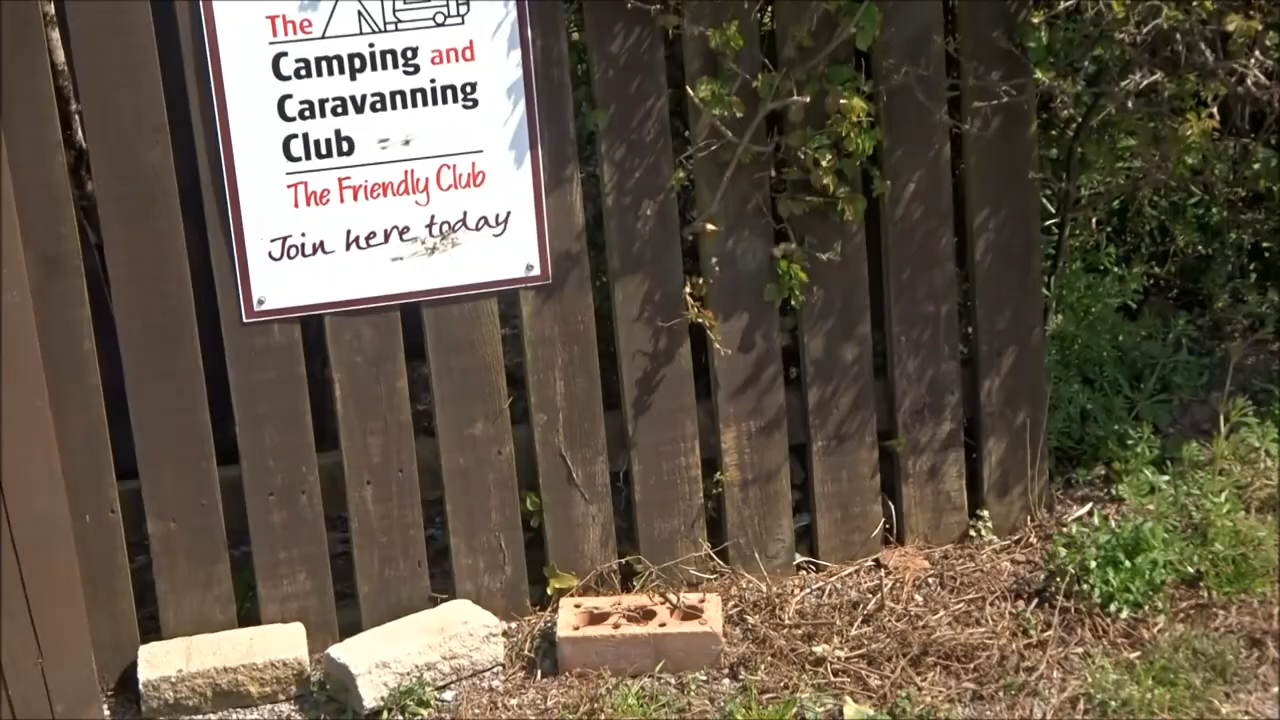 The
Camping and
Caravanning
Club
The Friendly Club
Join here today